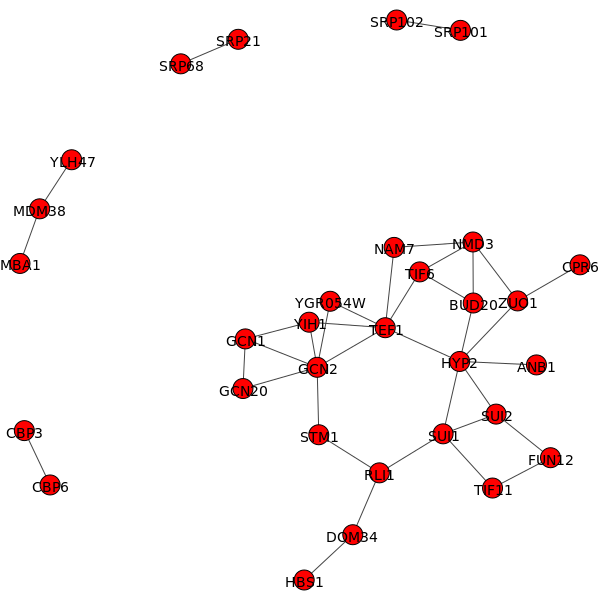 SRP102
SRP101
SRP21
SRP68
YLH47
MDM38
MBA1
NAM7
NMD3
TIF6
CPR6
YGR054W
BUD20
ZUO1
YIH1
TEF1
GCN1
GCN2
HYP2
ANB1
GCN20
SUI2
CBP3
STM1
SUI1
FUN12
RLI1
CBP6
TIF11
DOM34
HBS1